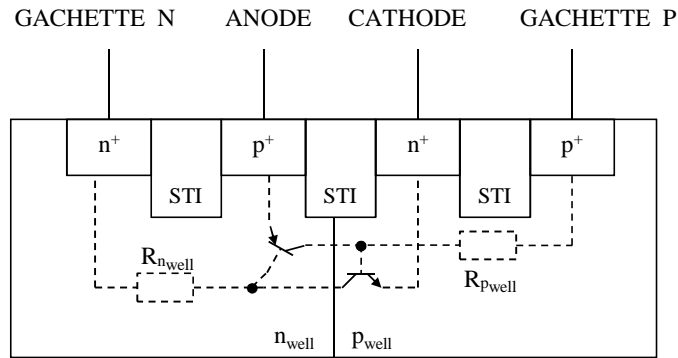 GACHETTE N ANODE CATHODE GACHETTE P
n+ p+ n+ p+
STI STI STI
Rnwell
Rpwell
nwell pwell